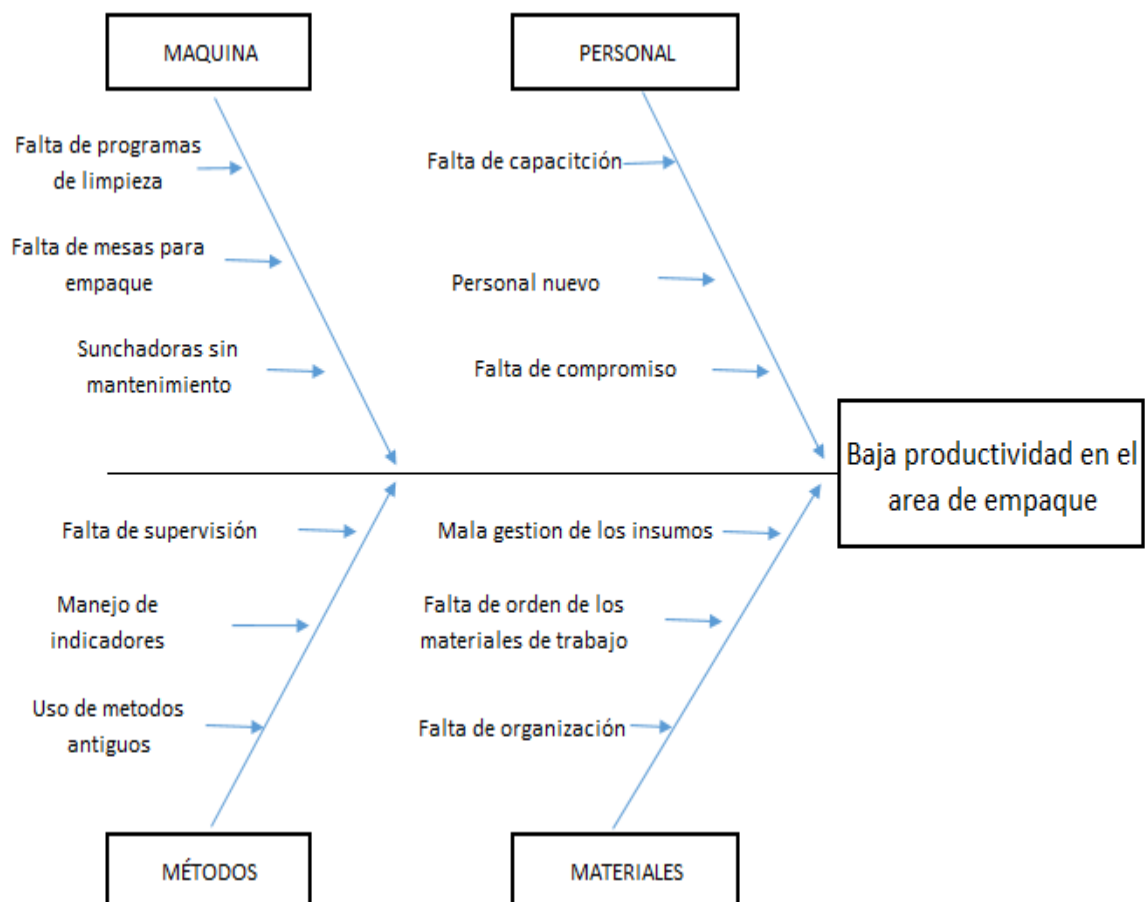 MAQUINA
PERSONAL
Falta de programas
de limpieza
Falta de mesas para
empaque
Sunchadoras sin
mantenimiento
Falta de capacitción
Personal nuevo
Falta de compromiso
Baja productividad en el
area de empaque
Falta de supervisión
Manejo de
indicadores
Uso de metodos
antiguos
Mala gestion de los insumos
Falta de orden de los
materiales de trabajo
Falta de organización
MÉTODOS
MATERIALES